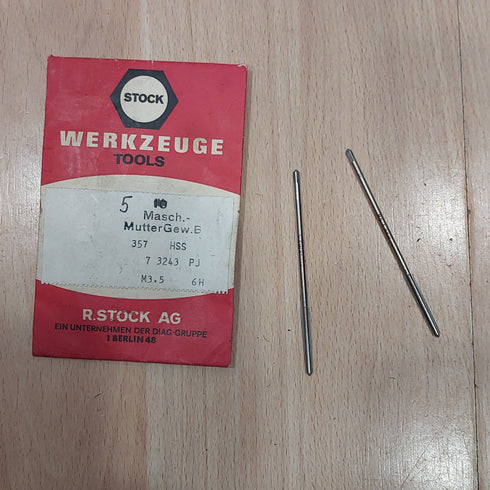 STOCK
WERKZEUGE
TOOLS
5
Masch.-
MutterGew.B
357 HSS
7 3243 PJ
M3.5 6H
R.STOCK AG
EIN UNTERNEHMEN DER DIAG-GRUPPE
1 BERLIN 48